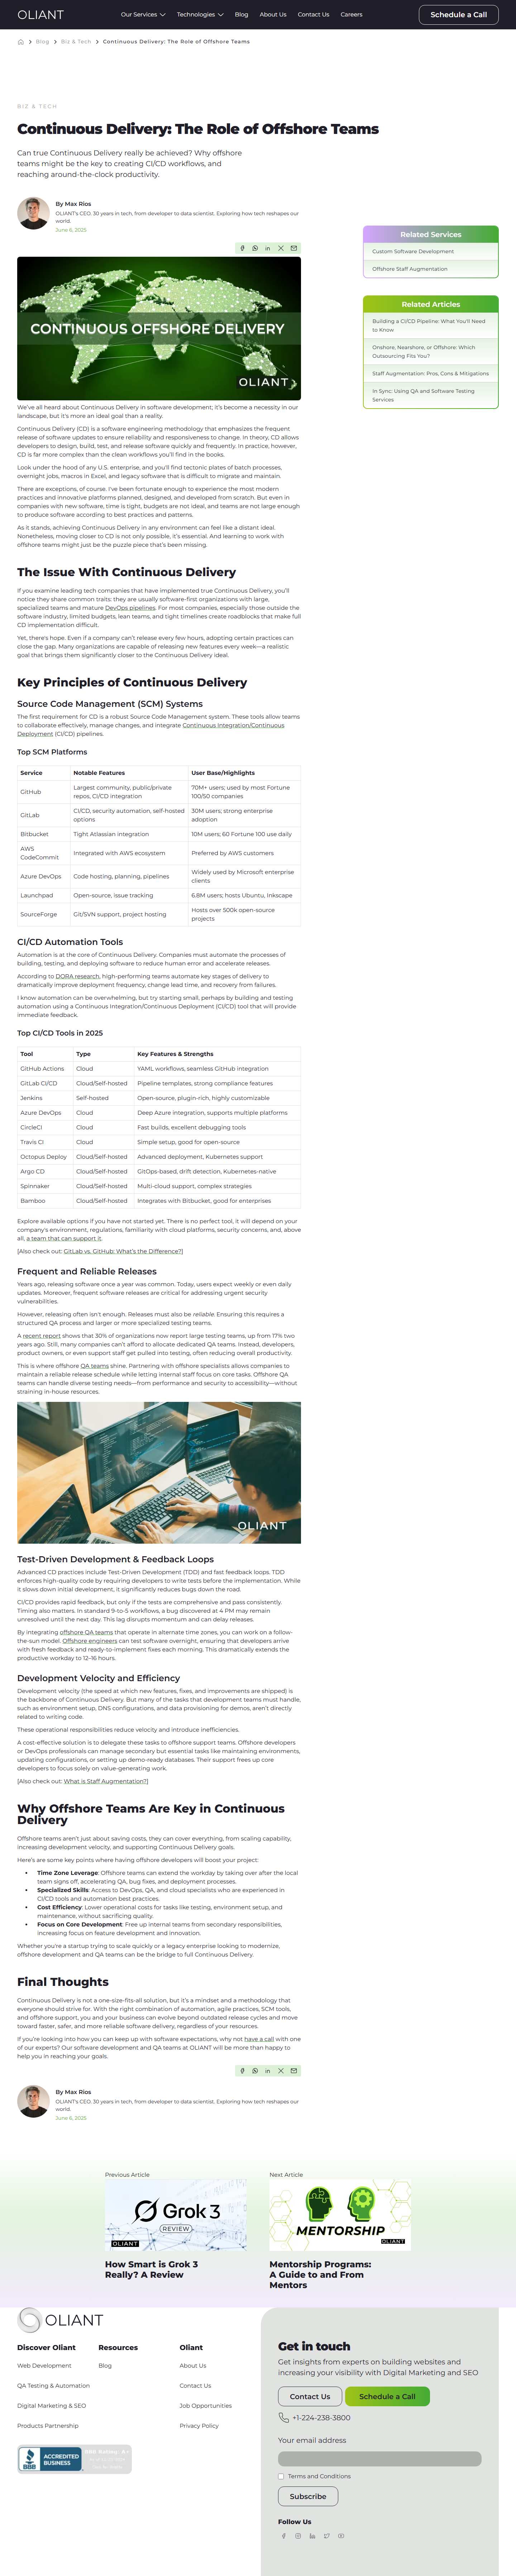 OLIANT
Our Services
Technologies
Blog
About Us
Contact Us
Careers
Schedule a Call
Blog > Biz & Tech > Continuous Delivery: The Role of Offshore Teams
BIZ & TECH
Continuous Delivery: The Role of Offshore Teams
Can true Continuous Delivery really be achieved? Why offshore
teams might be the key to creating CI/CD workflows, and
reaching around-the-clock productivity.
By Max Rios
OLIANT's CEO. 30 years in tech, from developer to data scientist. Exploring how tech reshapes our
world.
June 6, 2025
Related Services
Custom Software Development
Offshore Staff Augmentation
Related Articles
Building a CI/CD Pipeline: What You'll Need
to Know
Onshore, Nearshore, or Offshore: Which
Outsourcing Fits You?
Staff Augmentation: Pros, Cons & Mitigations
In Sync: Using QA and Software Testing
Services
CONTINUOUS OFFSHORE DELIVERY
OLIANT
We've all heard about Continuous Delivery in software development; it's become a necessity in our
landscape, but it's more an ideal goal than a reality.
Continuous Delivery (CD) is a software engineering methodology that emphasizes the frequent
release of software updates to ensure reliability and responsiveness to change. In theory, CD allows
developers to design, build, test, and release software quickly and frequently. In practice, however,
CD is far more complex than the clean workflows you'll find in the books.
Look under the hood of any U.S. enterprise, and you'll find tectonic plates of batch processes,
overnight jobs, macros in Excel, and legacy software that is difficult to migrate and maintain.
There are exceptions, of course. I've been fortunate enough to experience the most modern
practices and innovative platforms planned, designed, and developed from scratch. But even in
companies with new software, time is tight, budgets are not ideal, and teams are not large enough
to produce software according to best practices and patterns.
As it stands, achieving Continuous Delivery in any environment can feel like a distant ideal.
Nonetheless, moving closer to CD is not only possible, it's essential. And learning to work with
offshore teams might just be the puzzle piece that's been missing.
The Issue With Continuous Delivery
If you examine leading tech companies that have implemented true Continuous Delivery, you'll
notice they share common traits: they are usually software-first organizations with large,
specialized teams and mature DevOps pipelines. For most companies, especially those outside the
software industry, limited budgets, lean teams, and tight timelines create roadblocks that make full
CD implementation difficult.
Yet, there's hope. Even if a company can't release every few hours, adopting certain practices can
close the gap. Many organizations are capable of releasing new features every week—a realistic
goal that brings them significantly closer to the Continuous Delivery ideal.
Key Principles of Continuous Delivery
Source Code Management (SCM) Systems
The first requirement for CD is a robust Source Code Management system. These tools allow teams
to collaborate effectively, manage changes, and integrate Continuous Integration/Continuous
Deployment (CI/CD) pipelines.
Top SCM Platforms
Service Notable Features User Base/Highlights
GitHub Largest community, public/private repos, CI/CD integration 70M+ users; used by most Fortune 100/50 companies
GitLab CI/CD, security automation, self-hosted options 30M users; strong enterprise adoption
Bitbucket Tight Atlassian integration 10M users; 60 Fortune 100 use daily
AWS CodeCommit Integrated with AWS ecosystem Preferred by AWS customers
Azure DevOps Code hosting, planning, pipelines Widely used by Microsoft enterprise clients
Launchpad Open-source, issue tracking 6.8M users; hosts Ubuntu, Inkscape
SourceForge Git/SVN support, project hosting Hosts over 500k open-source projects
CI/CD Automation Tools
Automation is at the core of Continuous Delivery. Companies must automate the processes of
building, testing, and deploying software to reduce human error and accelerate releases.
According to DORA research, high-performing teams automate key stages of delivery to
dramatically improve deployment frequency, change lead time, and recovery from failures.
I know automation can be overwhelming, but try starting small, perhaps by building and testing
automation using a Continuous Integration/Continuous Deployment (CI/CD) tool that will provide
immediate feedback.
Top CI/CD Tools in 2025
Tool Type Key Features & Strengths
GitHub Actions Cloud YAML workflows, seamless GitHub integration
GitLab CI/CD Cloud/Self-hosted Pipeline templates, strong compliance features
Jenkins Self-hosted Open-source, plugin-rich, highly customizable
Azure DevOps Cloud Deep Azure integration, supports multiple platforms
CircleCI Cloud Fast builds, excellent debugging tools
Travis CI Cloud Simple setup, good for open-source
Octopus Deploy Cloud/Self-hosted Advanced deployment, Kubernetes support
Argo CD Cloud/Self-hosted GitOps-based, drift detection, Kubernetes-native
Spinnaker Cloud/Self-hosted Multi-cloud support, complex strategies
Bamboo Cloud/Self-hosted Integrates with Bitbucket, good for enterprises
Explore available options if you have not started yet. There is no perfect tool, it will depend on your
company's environment, regulations, familiarity with cloud platforms, security concerns, and, above
all, a team that can support it.
[Also check out: GitLab vs. GitHub: What's the Difference?]
Frequent and Reliable Releases
Years ago, releasing software once a year was common. Today, users expect weekly or even daily
updates. Moreover, frequent software releases are critical for addressing urgent security
vulnerabilities.
However, releasing often isn't enough. Releases must also be reliable. Ensuring this requires a
structured QA process and larger or more specialized testing teams.
A recent report shows that 30% of organizations now report large testing teams, up from 17% two
years ago. Still, many companies can't afford to allocate dedicated QA teams. Instead, developers,
product owners, or even support staff get pulled into testing, often reducing overall productivity.
This is where offshore QA teams shine. Partnering with offshore specialists allows companies to
maintain a reliable release schedule while letting internal staff focus on core tasks. Offshore QA
teams can handle diverse testing needs—from performance and security to accessibility—without
straining in-house resources.
OLIANT
Test-Driven Development & Feedback Loops
Advanced CD practices include Test-Driven Development (TDD) and fast feedback loops. TDD
enforces high-quality code by requiring developers to write tests before the implementation. While
it slows down initial development, it significantly reduces bugs down the road.
CI/CD provides rapid feedback, but only if the tests are comprehensive and pass consistently.
Timing also matters. In standard 9-to-5 workflows, a bug discovered at 4 PM may remain
unresolved until the next day. This lag disrupts momentum and can delay releases.
By integrating offshore QA teams that operate in alternate time zones, you can work on a follow-
the-sun model. Offshore engineers can test software overnight, ensuring that developers arrive
with fresh feedback and ready-to-implement fixes each morning. This dramatically extends the
productive workday to 12–16 hours.
Development Velocity and Efficiency
Development velocity (the speed at which new features, fixes, and improvements are shipped) is
the backbone of Continuous Delivery. But many of the tasks that development teams must handle,
such as environment setup, DNS configurations, and data provisioning for demos, aren't directly
related to writing code.
These operational responsibilities reduce velocity and introduce inefficiencies.
A cost-effective solution is to delegate these tasks to offshore support teams. Offshore developers
or DevOps professionals can manage secondary but essential tasks like maintaining environments,
updating configurations, or setting up demo-ready databases. Their support frees up core
developers to focus solely on value-generating work.
[Also check out: What is Staff Augmentation?]
Why Offshore Teams Are Key in Continuous
Delivery
Offshore teams aren't just about saving costs, they can cover everything, from scaling capability,
increasing development velocity, and supporting Continuous Delivery goals.
Here's are some key points where having offshore developers will boost your project:
• Time Zone Leverage: Offshore teams can extend the workday by taking over after the local
team signs off, accelerating QA, bug fixes, and deployment processes.
• Specialized Skills: Access to DevOps, QA, and cloud specialists who are experienced in
CI/CD tools and automation best practices.
• Cost Efficiency: Lower operational costs for tasks like testing, environment setup, and
maintenance, without sacrificing quality.
• Focus on Core Development: Free up internal teams from secondary responsibilities,
increasing focus on feature development and innovation.
Whether you're a startup trying to scale quickly or a legacy enterprise looking to modernize,
offshore development and QA teams can be the bridge to full Continuous Delivery.
Final Thoughts
Continuous Delivery is not a one-size-fits-all solution, but it's a mindset and a methodology that
everyone should strive for. With the right combination of automation, agile practices, SCM tools,
and offshore support, you and your business can evolve beyond outdated release cycles and move
toward faster, safer, and more reliable software delivery, regardless of your resources.
If you're looking into how you can keep up with software expectations, why not have a call with one
of our experts? Our software development and QA teams at OLIANT will be more than happy to
help you in reaching your goals.
By Max Rios
OLIANT's CEO. 30 years in tech, from developer to data scientist. Exploring how tech reshapes our
world.
June 6, 2025
Previous Article
Grok 3
REVIEW
OLIANT
How Smart is Grok 3
Really? A Review
Next Article
MENTORSHIP
OLIANT
Mentorship Programs:
A Guide to and From
Mentors
OLIANT
Discover Oliant
Web Development
QA Testing & Automation
Digital Marketing & SEO
Products Partnership
Resources
Blog
Oliant
About Us
Contact Us
Job Opportunities
Privacy Policy
BBB
ACCREDITED
BUSINESS
BBB Rating: A+
Get in touch
Get insights from experts on building websites and
increasing your visibility with Digital Marketing and SEO
Contact Us
Schedule a Call
+1-224-238-3800
Your email address
Terms and Conditions
Subscribe
Follow Us